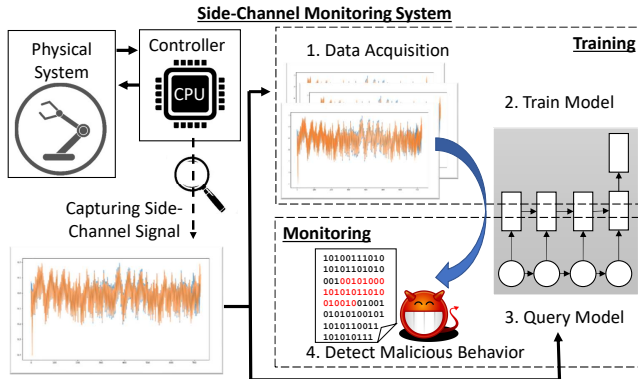 Side-Channel Monitoring System
Physical
System
Controller
CPU
Capturing Side-
Channel Signal
1. Data Acquisition
Training
2. Train Model
Monitoring
10100111010
10101101010
00100101000
10101011010
01001001001
01010100101
1010110011
101010111
3. Query Model
4. Detect Malicious Behavior